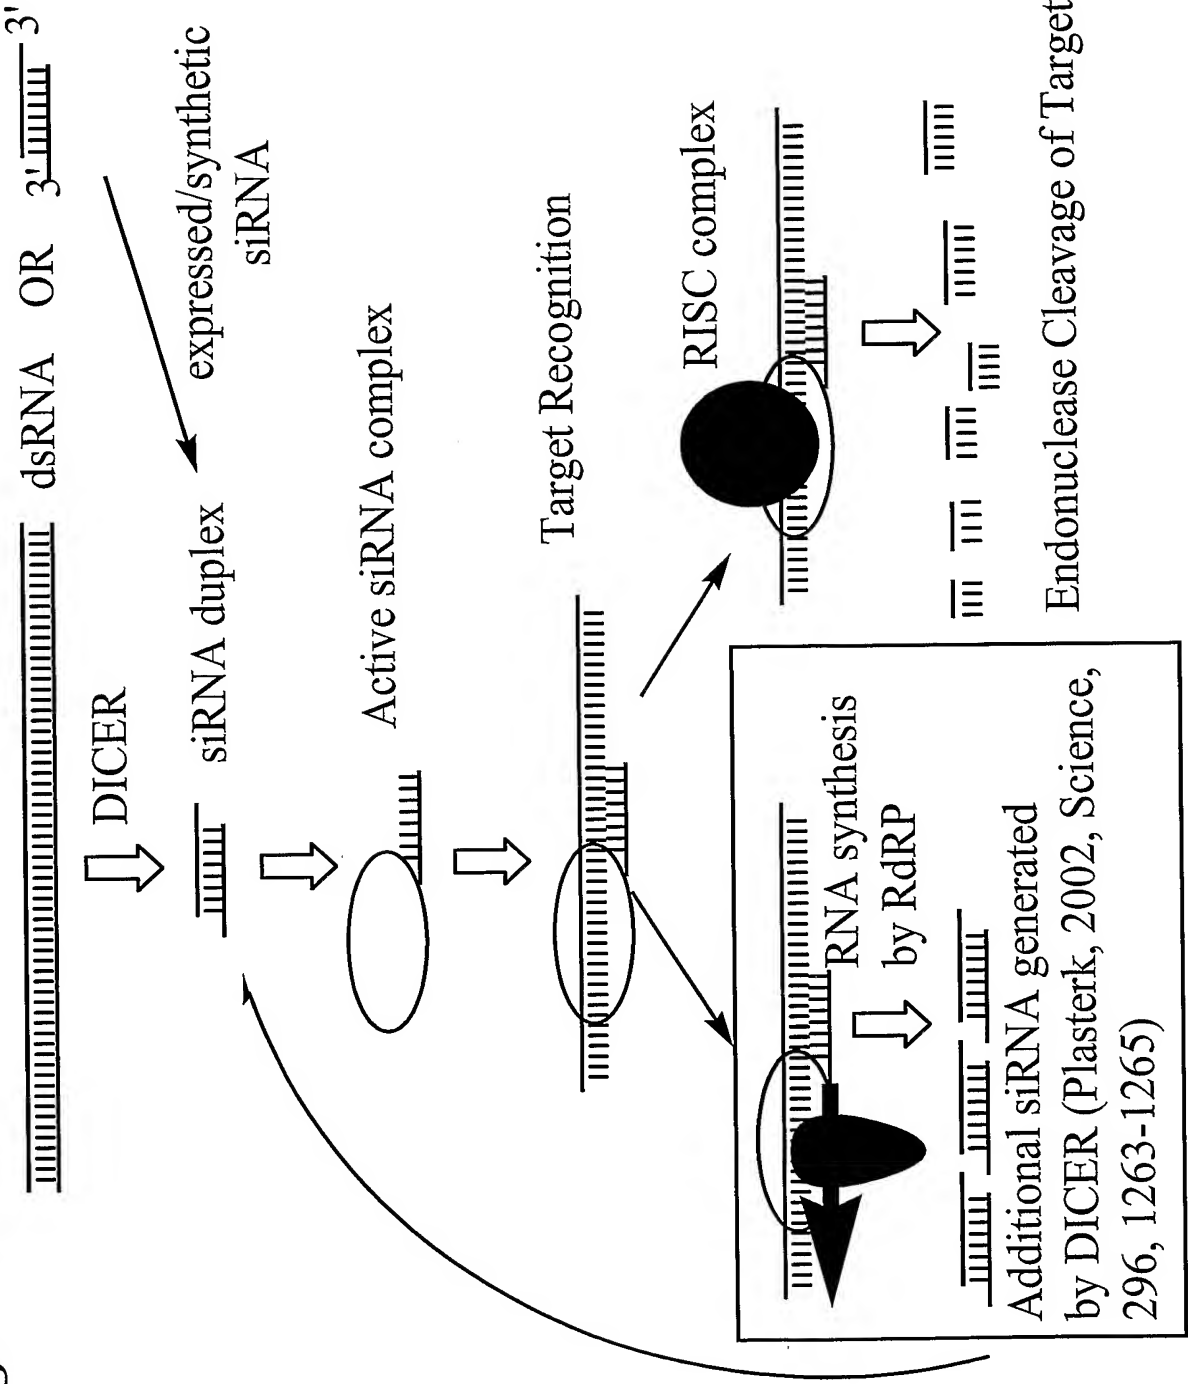 dsRNA OR 3' 3'
DICER
siRNA duplex
expressed/synthetic
siRNA
Active siRNA complex
Target Recognition
RISC complex
RNA synthesis
by RdRP
Additional siRNA generated
by DICER (Plasterk, 2002, Science,
296, 1263-1265)
Endonuclease Cleavage of Target